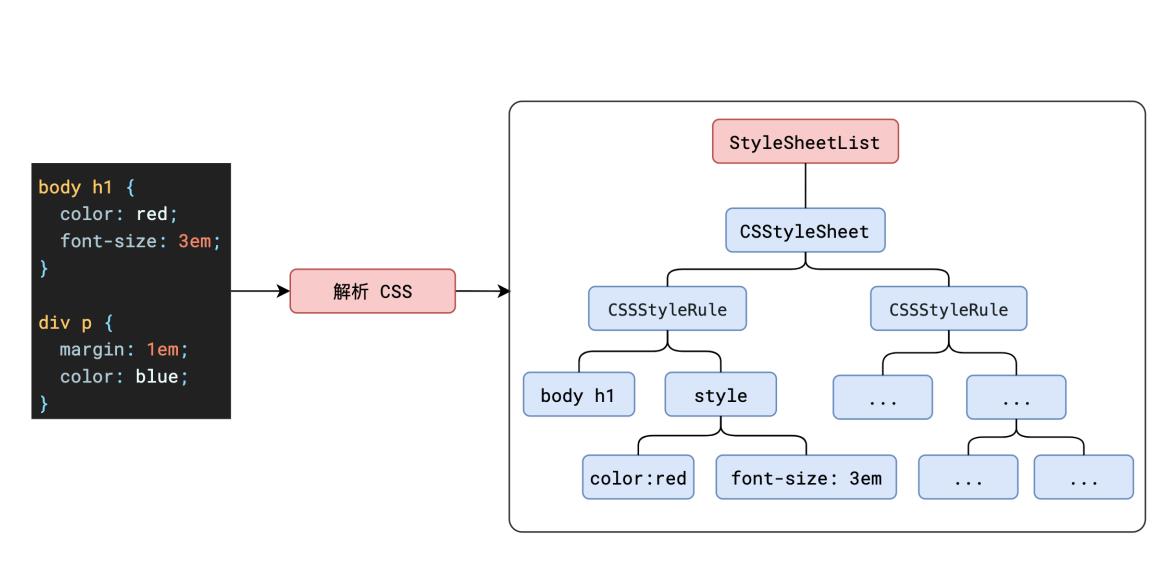 body h1 {
color: red;
font-size: 3em;
}
div p {
margin: 1em;
color: blue;
}
解析 CSS
StyleSheetList
CSStyleSheet
CSSStyleRule
CSSStyleRule
body h1
style
...
...
color:red
font-size: 3em
...
...